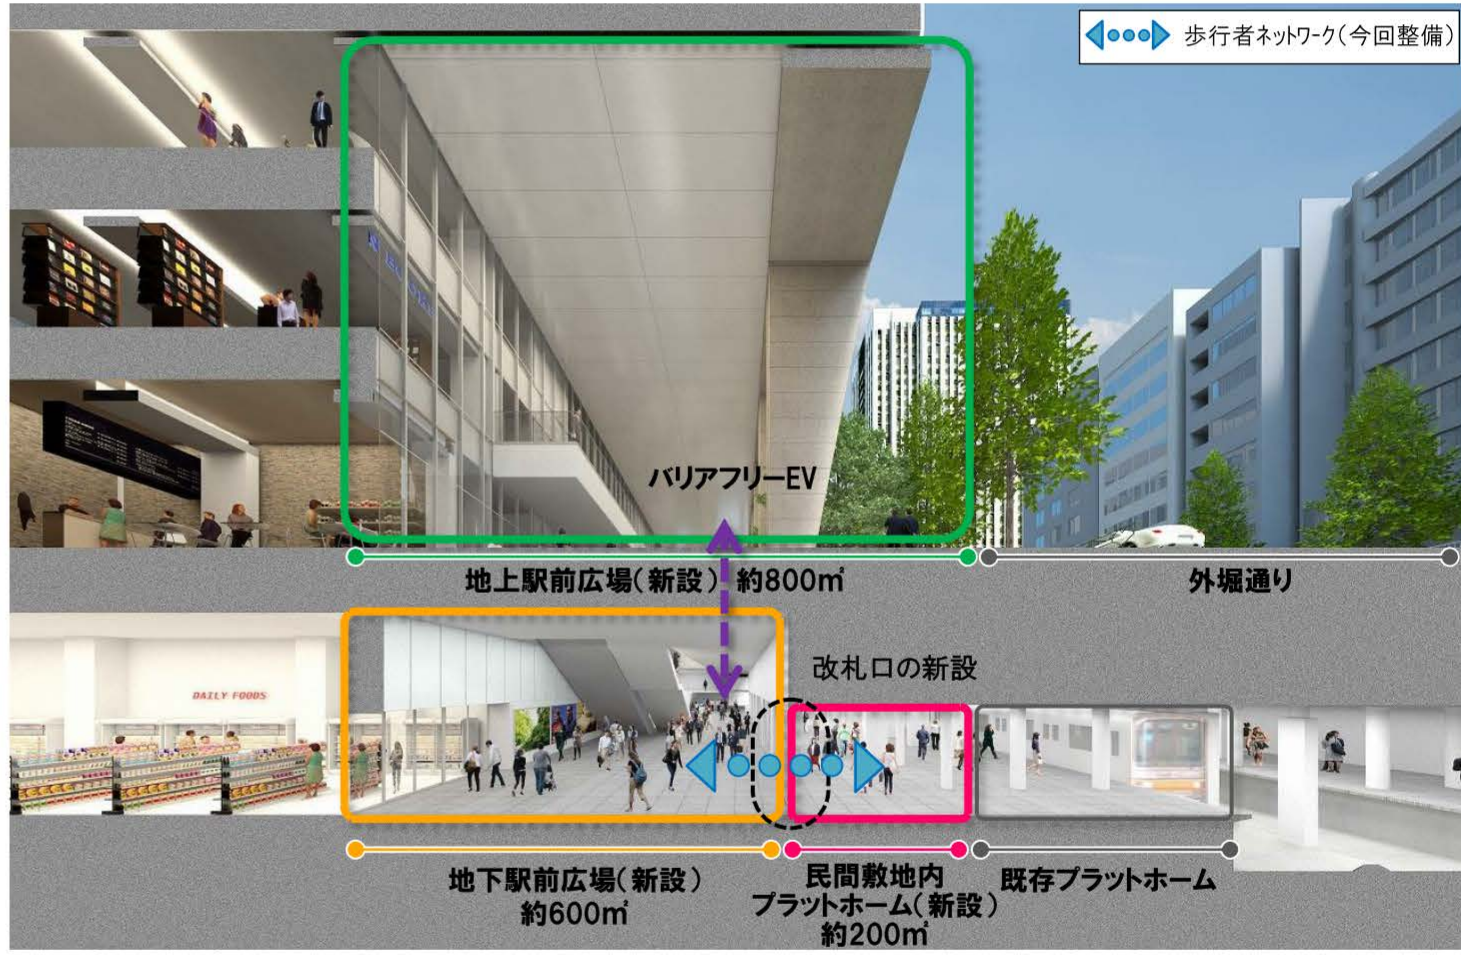 歩行者ネットワーク(今回整備)
バリアフリーEV
地上駅前広場(新設) 約800㎡
外堀通り
DAILY FOODS
改札口の新設
地下駅前広場(新設)
約600㎡
民間敷地内
プラットホーム(新設)
約200㎡
既存プラットホーム